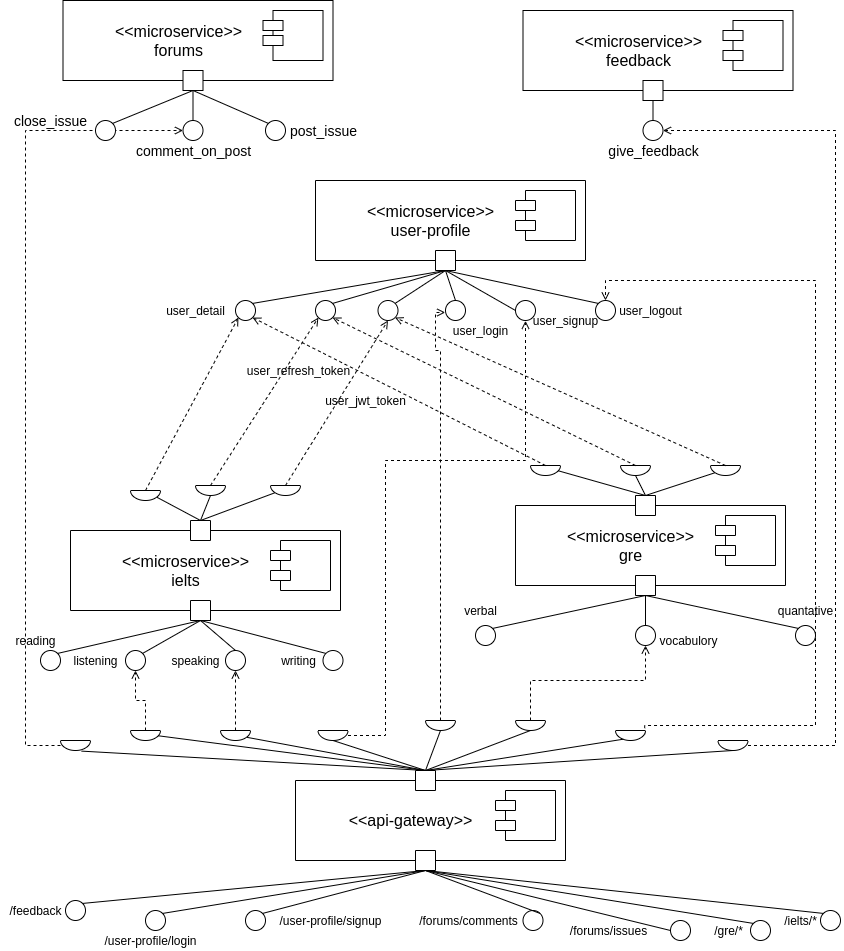 <<microservice>>
forums
<<microservice>>
feedback
close_issue
post_issue
comment_on_post
give_feedback
<<microservice>>
user-profile
user_detail
user_login
user_signup
user_logout
user_refresh_token
user_jwt_token
<<microservice>>
ielts
<<microservice>>
gre
verbal
vocabulory
quantative
reading
listening
speaking
writing
<<api-gateway>>
/feedback
/user-profile/login
/user-profile/signup
/forums/comments
/forums/issues
/gre/*
/ielts/*